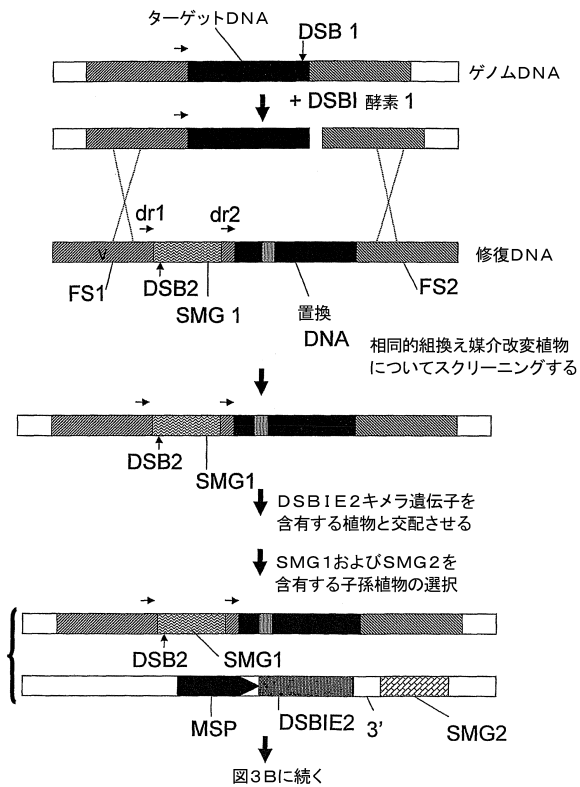 ターゲットDNA
DSB 1
ゲノムDNA
+ DSBI 酵素 1
dr1
dr2
修復DNA
FS1
DSB2
SMG 1
置換
DNA
FS2
相同的組換え媒介改変植物
についてスクリーニングする
DSB2
SMG1
DSBIE2キメラ遺伝子を
含有する植物と交配させる
SMG1およびSMG2を
含有する子孫植物の選択
DSB2
SMG1
MSP
DSBIE2
3'
SMG2
図3Bに続く